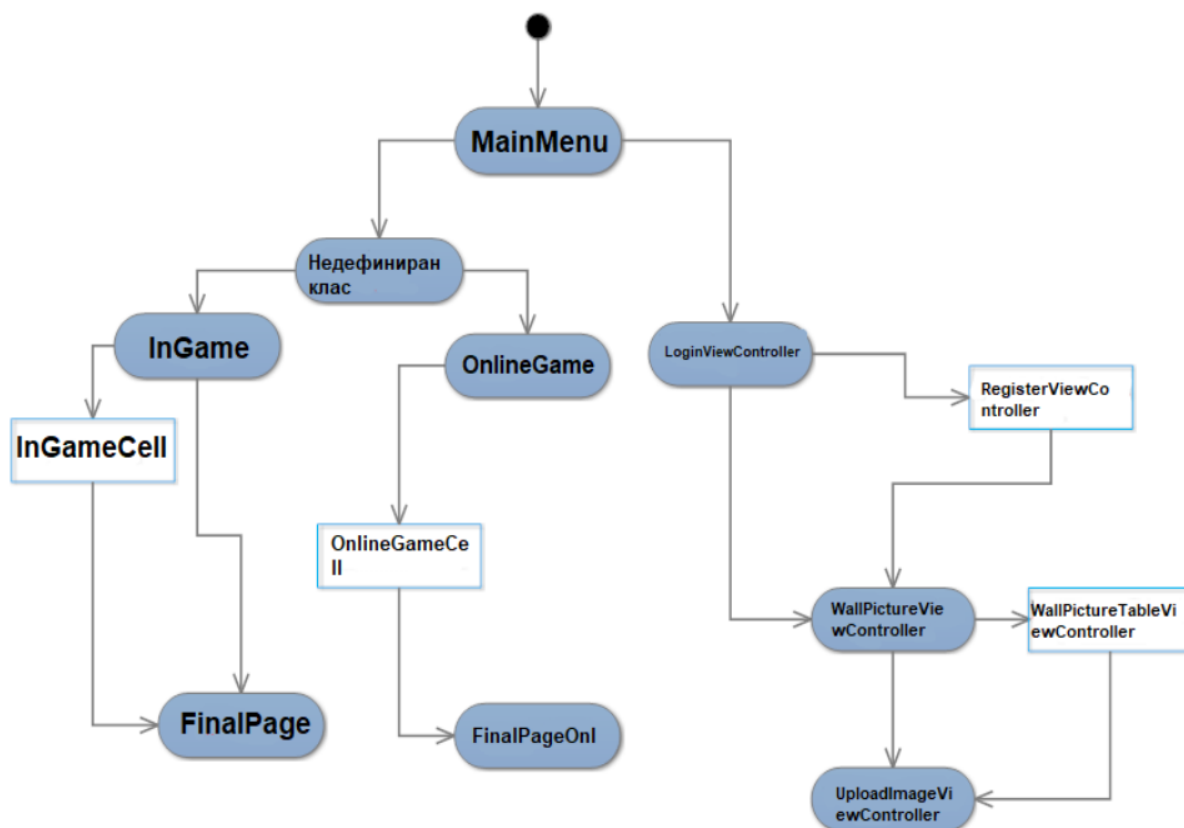 MainMenu
Недефиниран
клас
InGame
OnlineGame
LoginViewController
RegisterViewCo
ntroller
InGameCell
OnlineGameCe
ll
WallPictureVie
wController
WallPictureTableVi
ewController
FinalPage
FinalPageOnl
UploadImageVi
ewController